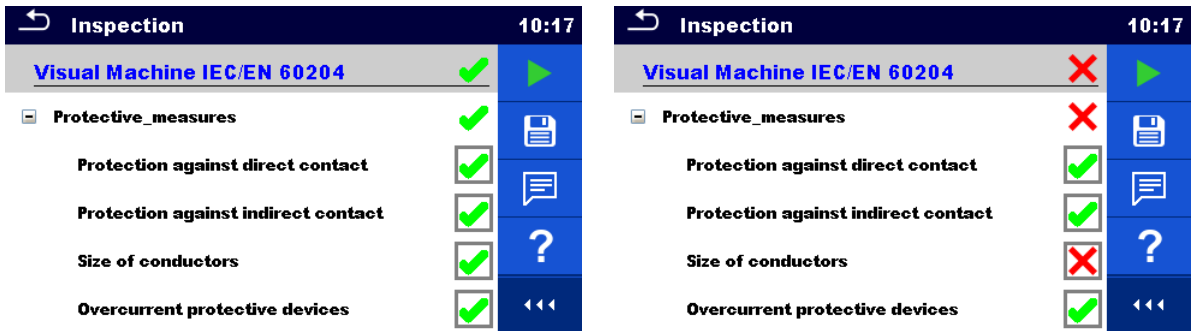 Inspection 10:17
Visual Machine IEC/EN 60204
Protective_measures
Protection against direct contact
Protection against indirect contact
?
Size of conductors
Overcurrent protective devices
Inspection 10:17
Visual Machine IEC/EN 60204
Protective_measures
Protection against direct contact
Protection against indirect contact
?
Size of conductors
Overcurrent protective devices